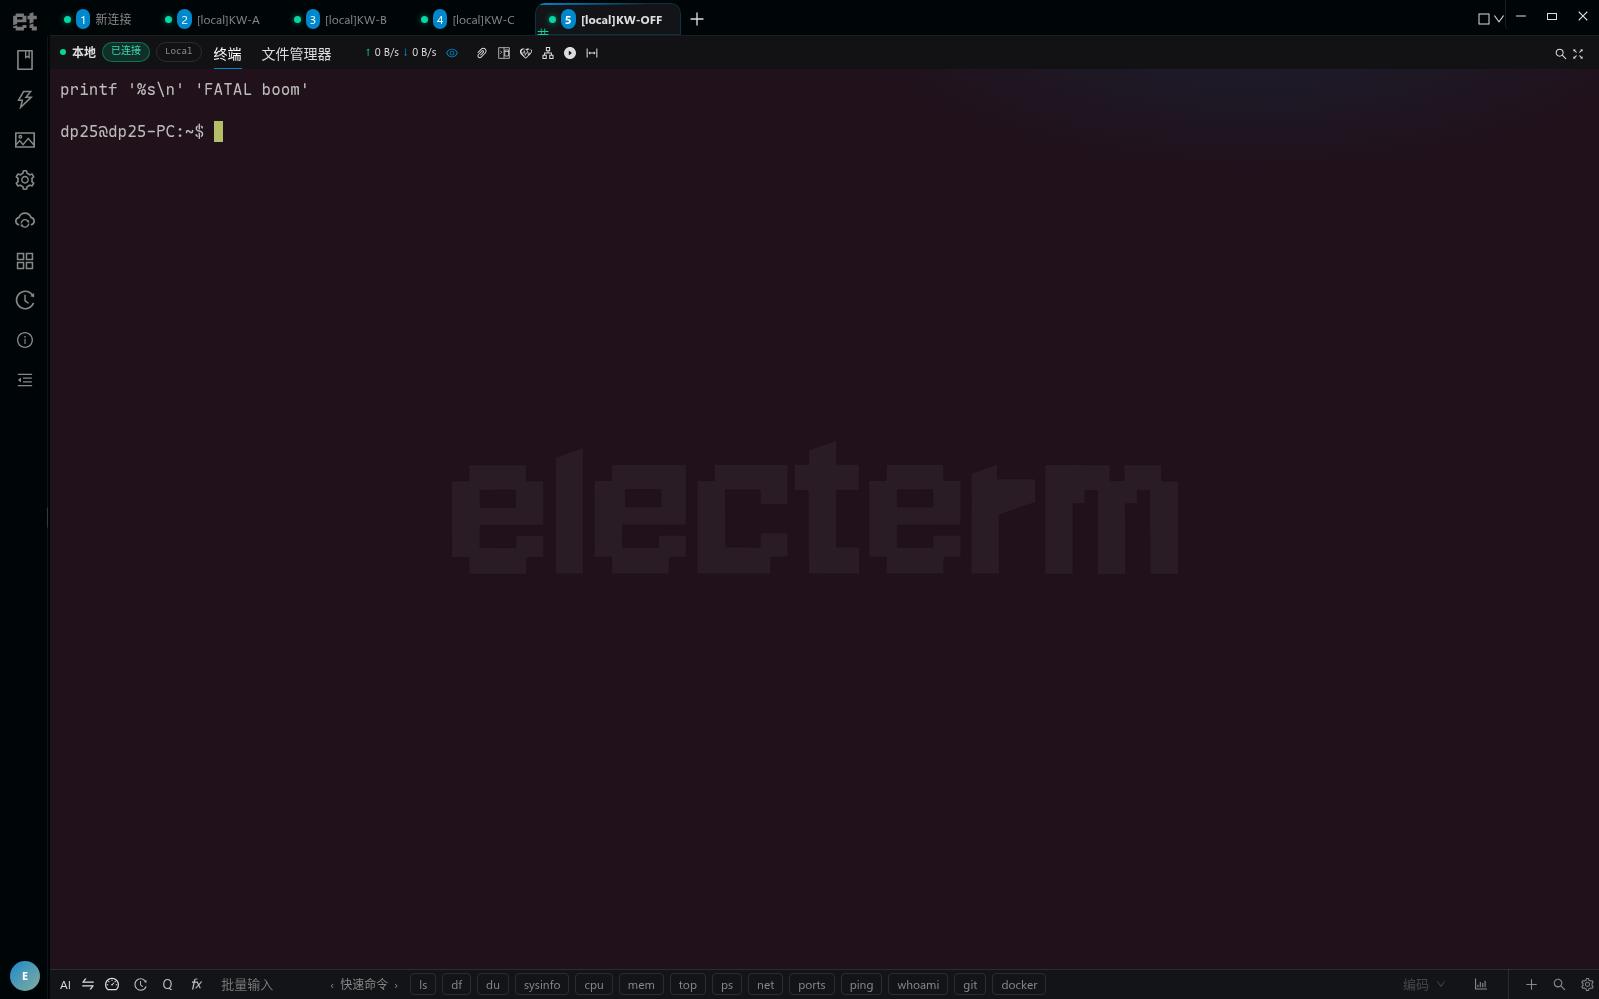 et
1 新连接
2 [local]KW-A
3 [local]KW-B
4 [local]KW-C
5 [local]KW-OFF
本地 已连接 Local 终端 文件管理器 ↑ 0 B/s ↓ 0 B/s
printf '%s\n' 'FATAL boom'
dp25@dp25-PC:~$
electerm
E
AI Q fx 批量输入 ‹ 快速命令 › ls df du sysinfo cpu mem top ps net ports ping whoami git docker 编码